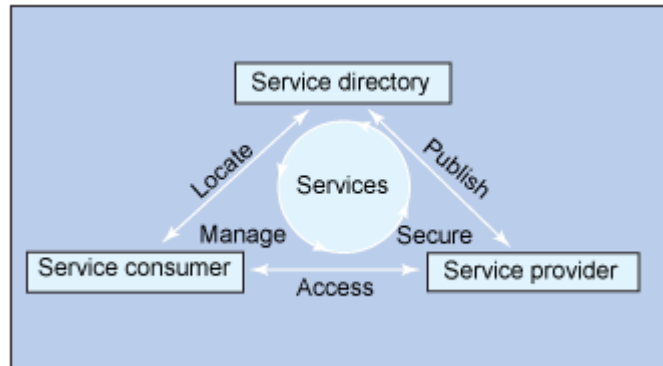 Service directory
Locate
Publish
Services
Manage
Secure
Service consumer
Service provider
Access